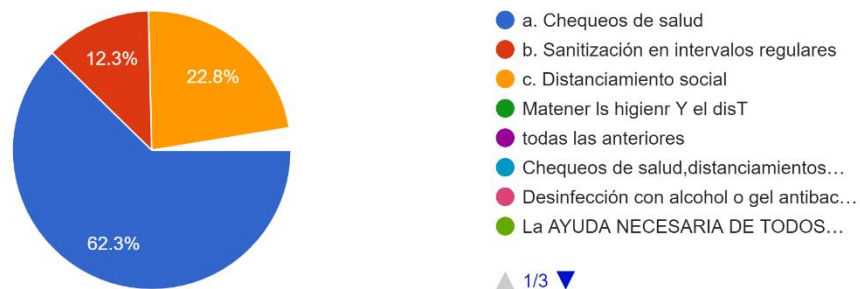 12.3%
22.8%
62.3%
a. Chequeos de salud
b. Sanitización en intervalos regulares
c. Distanciamiento social
Matener ls higienr Y el disT
todas las anteriores
Chequeos de salud,distanciamientos…
Desinfección con alcohol o gel antibac…
La AYUDA NECESARIA DE TODOS…
1/3